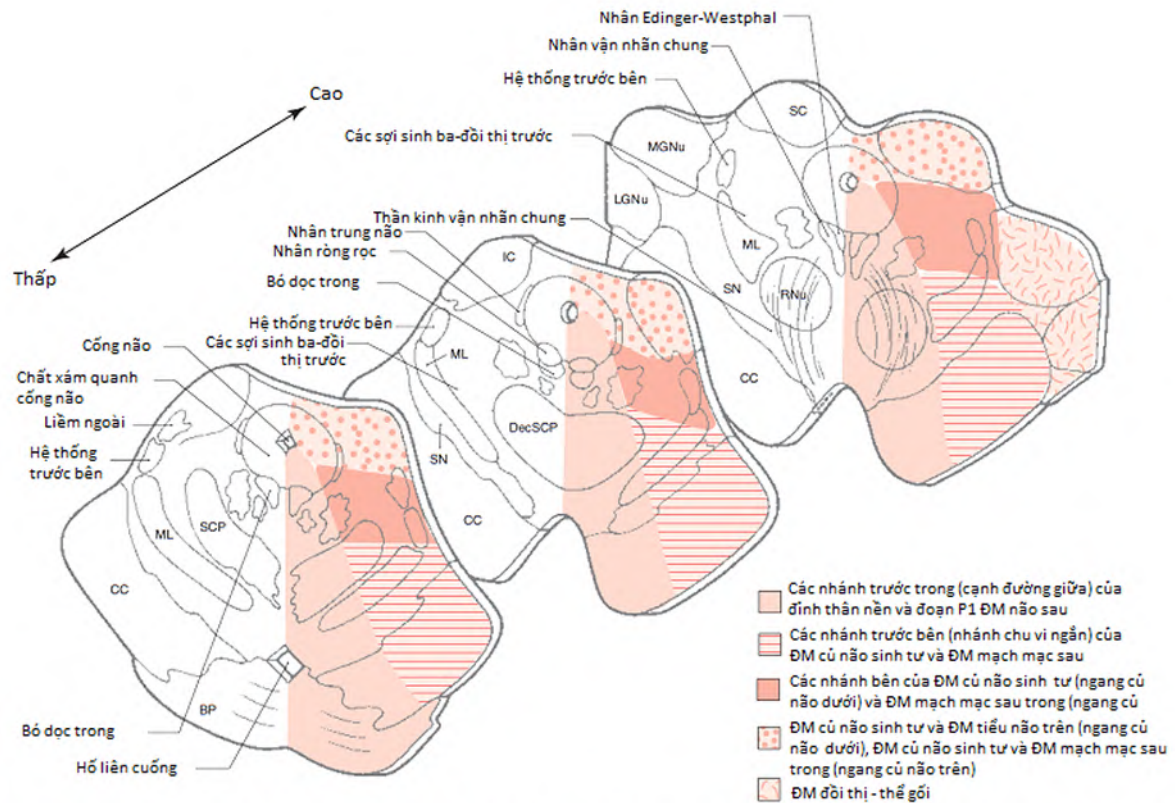 Nhân Edinger-Westphal
Nhân vận nhãn chung
Hệ thống trước bên
Cao
Các sợi sinh ba-đồi thị trước
SC
MGNu
LGNu
Thần kinh vận nhãn chung
Nhân trung não
Nhân ròng rọc
Bó dọc trong
ML
SN
RNu
CC
Thấp
IC
Hệ thống trước bên
Các sợi sinh ba-đồi
thị trước
ML
DecSCP
SN
CC
Cống não
Chất xám quanh
cống não
Liềm ngoài
Hệ thống
trước bên
SCP
ML
CC
BP
Bó dọc trong
Hố liên cuống
Các nhánh trước trong (cạnh đường giữa) của
đỉnh thân nền và đoạn P1 ĐM não sau
Các nhánh trước bên (nhánh chu vi ngắn) của
ĐM củ não sinh tư và ĐM mạch mạc sau
Các nhánh bên của ĐM củ não sinh tư (ngang củ
não dưới) và ĐM mạch mạc sau trong (ngang củ
ĐM củ não sinh tư và ĐM tiểu não trên (ngang củ
não dưới), ĐM củ não sinh tư và ĐM mạch mạc sau
trong (ngang củ não trên)
ĐM đồi thị - thể gối